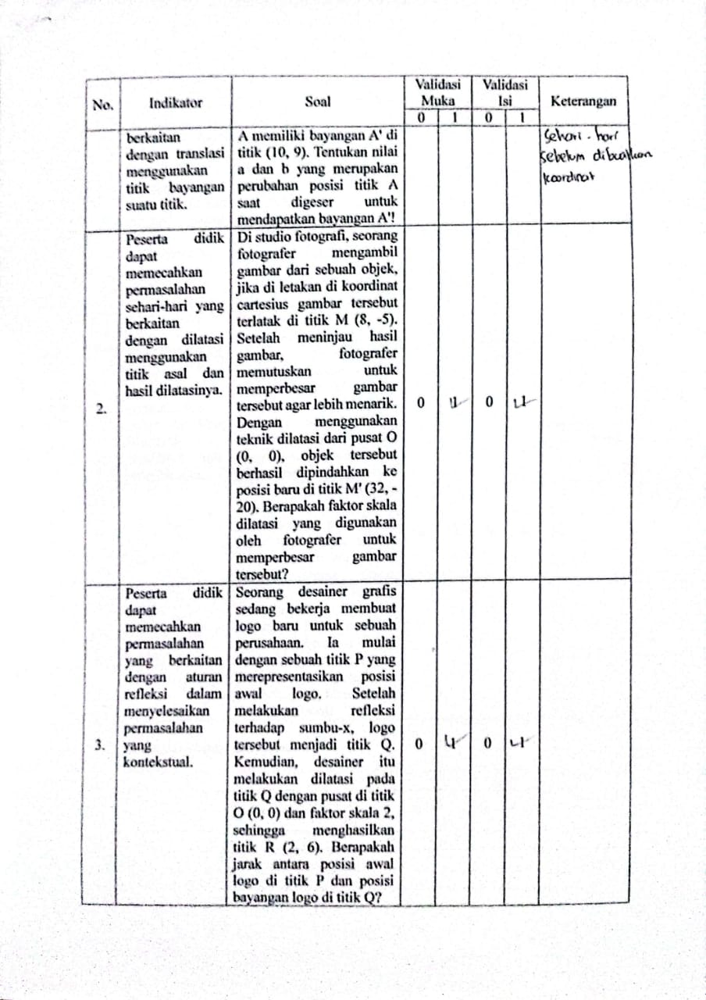 No. Indikator Soal Validasi Muka Validasi Isi Keterangan
0 1 0 1
berkaitan
dengan translasi
menggunakan
titik bayangan
suatu titik.
A memiliki bayangan A' di
titik (10, 9). Tentukan nilai
a dan b yang merupakan
perubahan posisi titik A
saat digeser untuk
mendapatkan bayangan A'!
Sehari-hari
sebelum dibuatkan
koordinat
2.
Peserta didik
dapat
memecahkan
permasalahan
sehari-hari yang
berkaitan
dengan dilatasi
menggunakan
titik asal dan
hasil dilatasinya.
Di studio fotografi, seorang
fotografer mengambil
gambar dari sebuah objek,
jika di letakan di koordinat
cartesius gambar tersebut
terlatak di titik M (8, -5).
Setelah meninjau hasil
gambar, fotografer
memutuskan untuk
memperbesar gambar
tersebut agar lebih menarik.
Dengan menggunakan
teknik dilatasi dari pusat O
(0, 0), objek tersebut
berhasil dipindahkan ke
posisi baru di titik M' (32, -
20). Berapakah faktor skala
dilatasi yang digunakan
oleh fotografer untuk
memperbesar gambar
tersebut?
0 1 0 1
3.
Peserta didik
dapat
memecahkan
permasalahan
yang berkaitan
dengan aturan
refleksi dalam
menyelesaikan
permasalahan
yang
kontekstual.
Seorang desainer grafis
sedang bekerja membuat
logo baru untuk sebuah
perusahaan. Ia mulai
dengan sebuah titik P yang
merepresentasikan posisi
awal logo. Setelah
melakukan refleksi
terhadap sumbu-x, logo
tersebut menjadi titik Q.
Kemudian, desainer itu
melakukan dilatasi pada
titik Q dengan pusat di titik
O (0, 0) dan faktor skala 2,
sehingga menghasilkan
titik R (2, 6). Berapakah
jarak antara posisi awal
logo di titik P dan posisi
bayangan logo di titik Q?
0 1 0 1